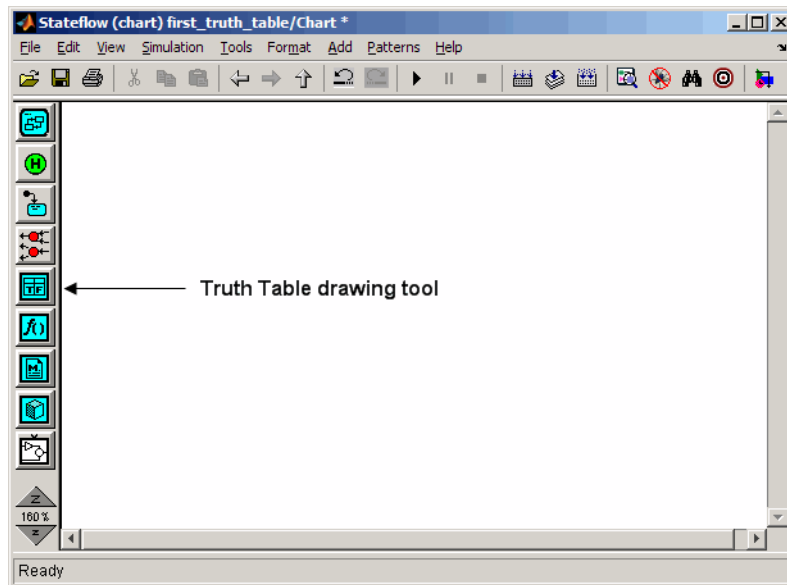 Stateflow (chart) first_truth_table/Chart *
File Edit View Simulation Tools Format Add Patterns Help
H
TF
Truth Table drawing tool
f()
M
Z
160%
Z
Ready